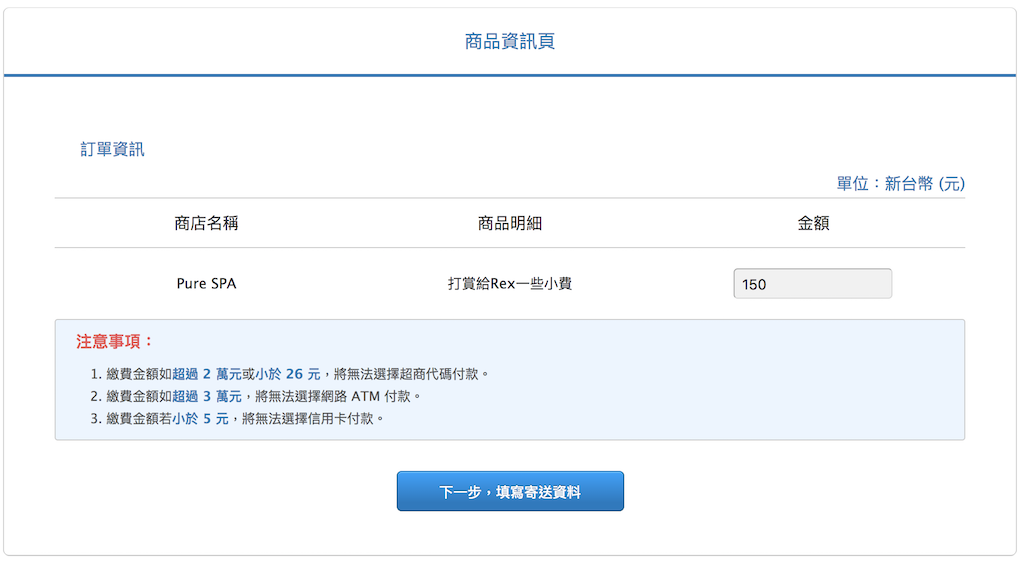 商品資訊頁
訂單資訊
單位：新台幣 (元)
商店名稱 商品明細 金額
Pure SPA 打賞給Rex一些小費 150
注意事項：
1. 繳費金額如超過 2 萬元或小於 26 元，將無法選擇超商代碼付款。
2. 繳費金額如超過 3 萬元，將無法選擇網路 ATM 付款。
3. 繳費金額若小於 5 元，將無法選擇信用卡付款。
下一步，填寫寄送資料